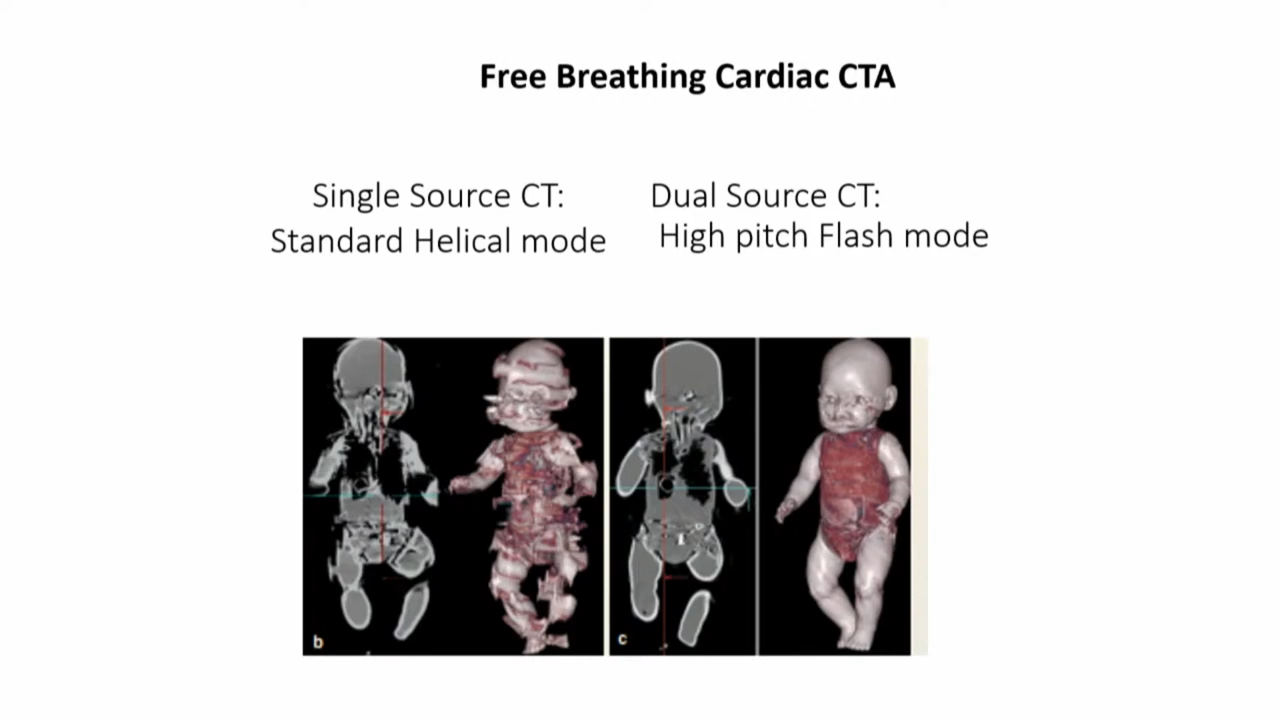 Free Breathing Cardiac CTA
Single Source CT:
Standard Helical mode
Dual Source CT:
High pitch Flash mode
b
c